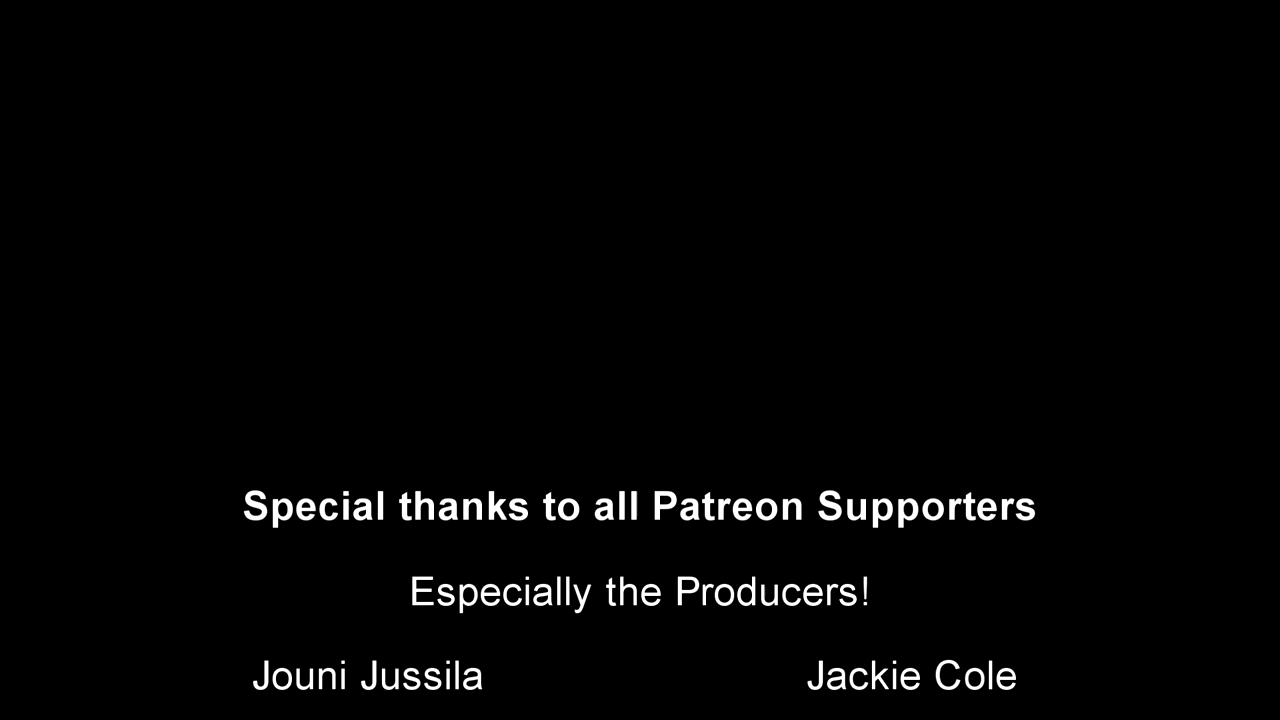 Special thanks to all Patreon Supporters
Especially the Producers!
Jouni Jussila Jackie Cole